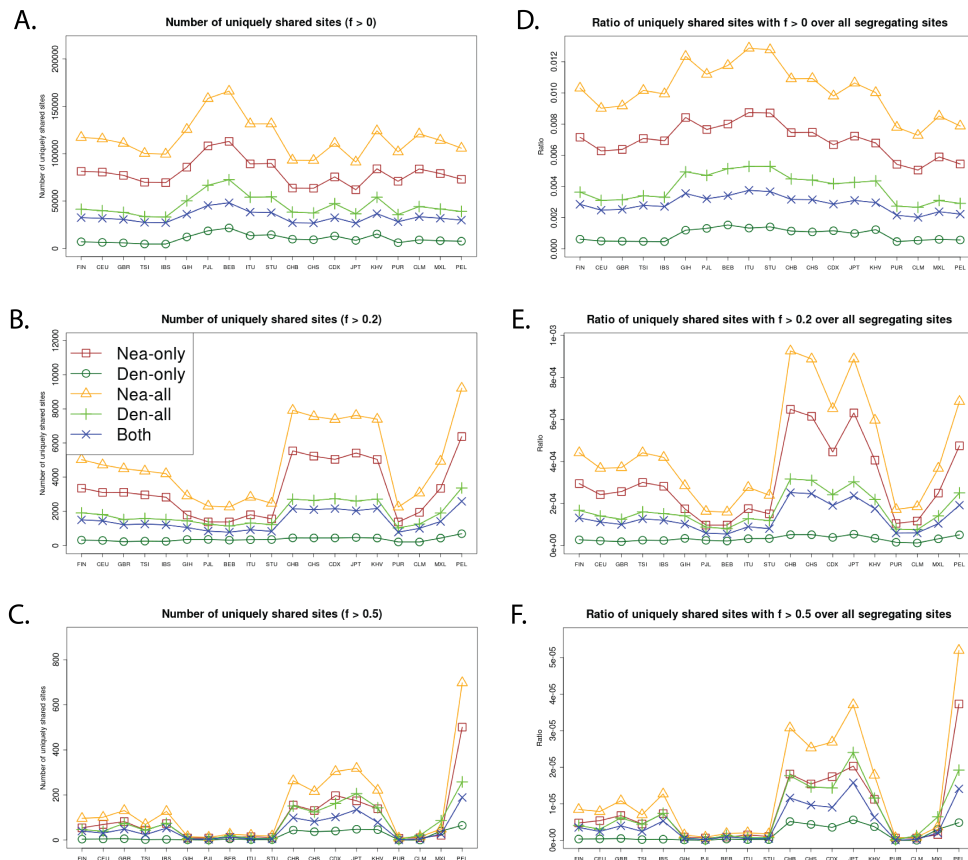 A.
Number of uniquely shared sites (f > 0)
Number of uniquely shared sites
0 50000 100000 150000 200000
FIN CEU GBR TSI IBS GIH PJL BEB ITU STU CHB CHS CDX JPT KHV PUR CLM MXL PEL
D.
Ratio of uniquely shared sites with f > 0 over all segregating sites
Ratio
0.000 0.002 0.004 0.006 0.008 0.010 0.012
FIN CEU GBR TSI IBS GIH PJL BEB ITU STU CHB CHS CDX JPT KHV PUR CLM MXL PEL
B.
Number of uniquely shared sites (f > 0.2)
Number of uniquely shared sites
0 2000 4000 6000 8000 10000 12000
Nea-only
Den-only
Nea-all
Den-all
Both
FIN CEU GBR TSI IBS GIH PJL BEB ITU STU CHB CHS CDX JPT KHV PUR CLM MXL PEL
E.
Ratio of uniquely shared sites with f > 0.2 over all segregating sites
Ratio
0e+00 2e-04 4e-04 6e-04 8e-04 1e-03
FIN CEU GBR TSI IBS GIH PJL BEB ITU STU CHB CHS CDX JPT KHV PUR CLM MXL PEL
C.
Number of uniquely shared sites (f > 0.5)
Number of uniquely shared sites
0 200 400 600 800
FIN CEU GBR TSI IBS GIH PJL BEB ITU STU CHB CHS CDX JPT KHV PUR CLM MXL PEL
F.
Ratio of uniquely shared sites with f > 0.5 over all segregating sites
Ratio
0e+00 1e-05 2e-05 3e-05 4e-05 5e-05
FIN CEU GBR TSI IBS GIH PJL BEB ITU STU CHB CHS CDX JPT KHV PUR CLM MXL PEL